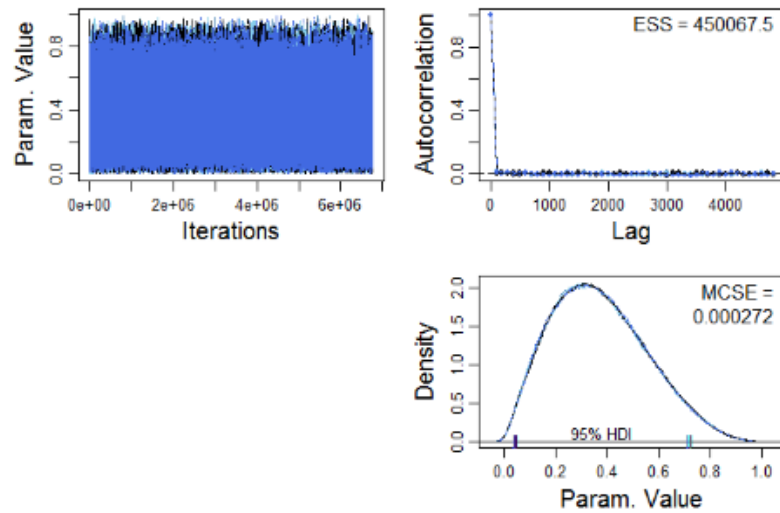 Param. Value
0.0 0.4 0.8
0e+00 2e+06 4e+06 6e+06
Iterations
Autocorrelation
0.0 0.4 0.8
ESS = 450067.5
0 1000 2000 3000 4000
Lag
Density
0.0 0.5 1.0 1.5 2.0
MCSE =
0.000272
95% HDI
0.0 0.2 0.4 0.6 0.8 1.0
Param. Value